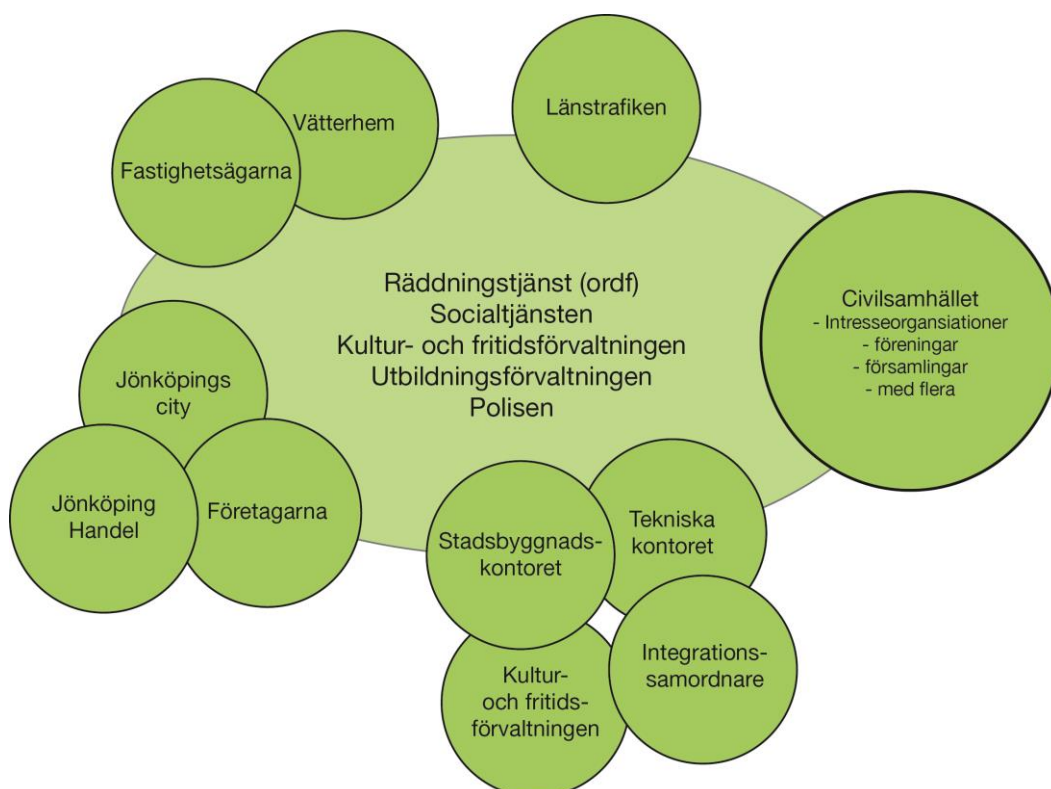 Vätterhem
Länstrafiken
Fastighetsägarna
Räddningstjänst (ordf)
Socialtjänsten
Kultur- och fritidsförvaltningen
Utbildningsförvaltningen
Polisen
Civilsamhället
- Intresseorgansiationer
- föreningar
- församlingar
- med flera
Jönköpings
city
Jönköping
Handel
Företagarna
Stadsbyggnads-
kontoret
Tekniska
kontoret
Kultur-
och fritids-
förvaltningen
Integrations-
samordnare